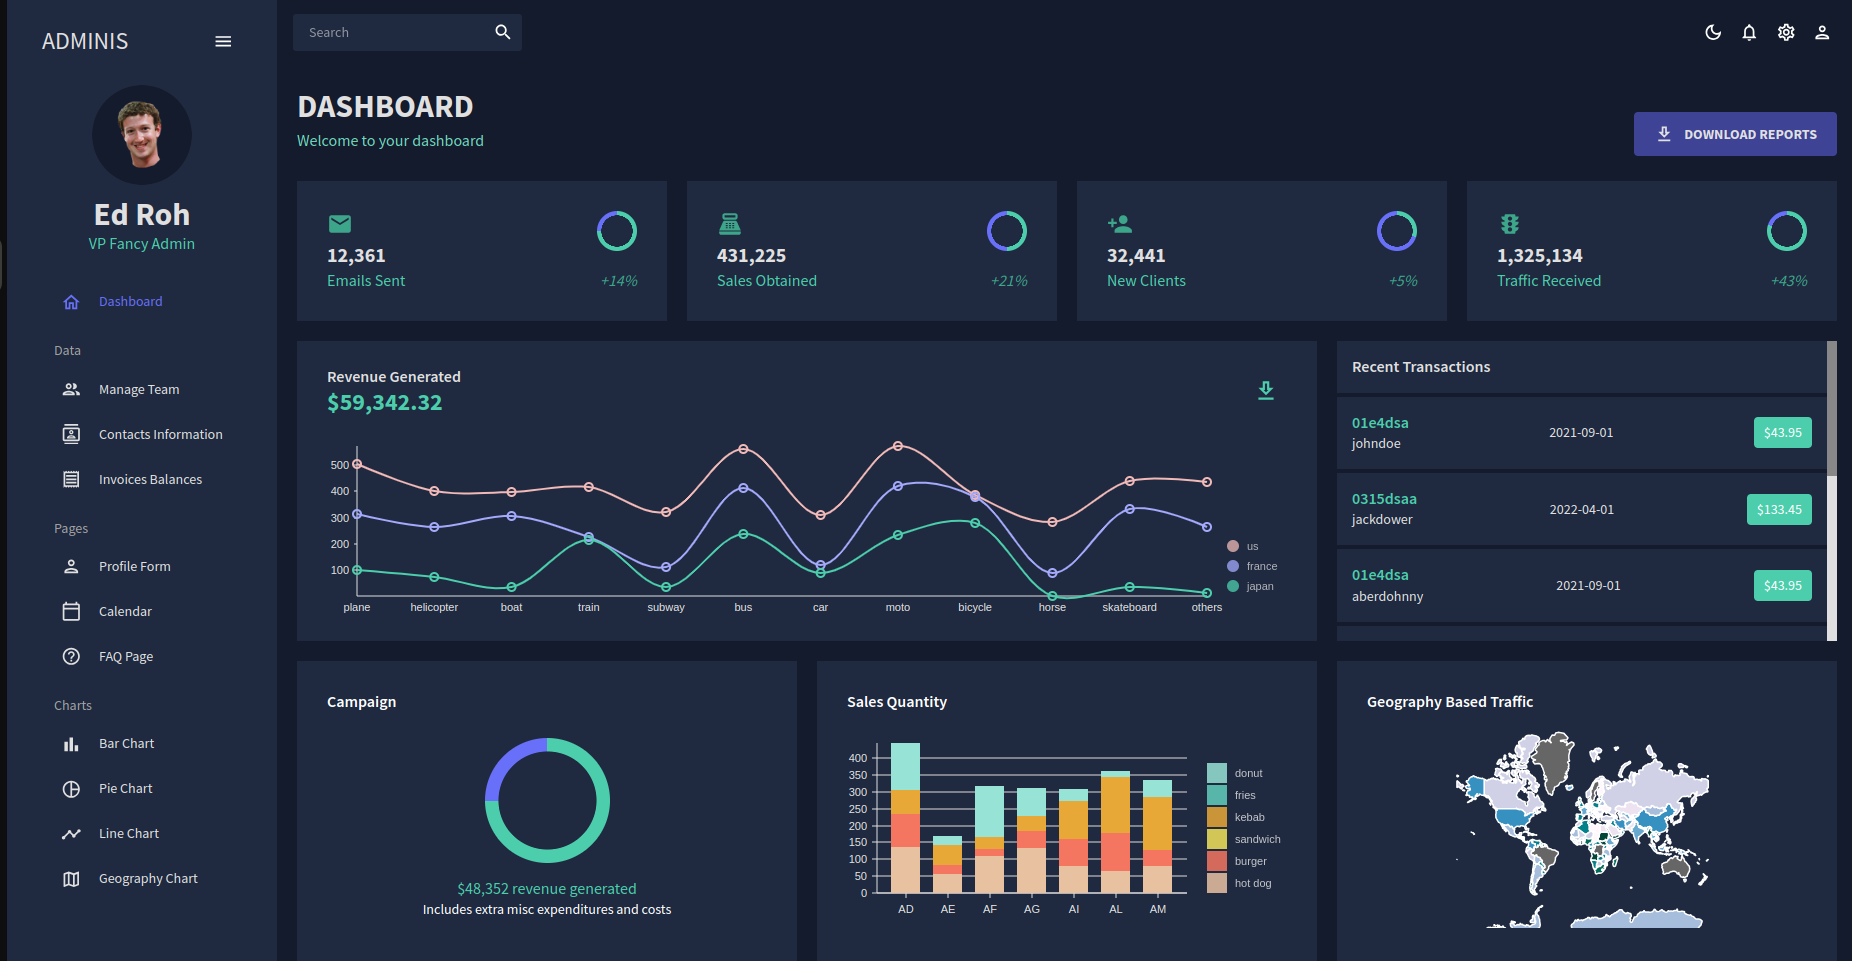 ADMINIS
Search
Ed Roh
VP Fancy Admin
Dashboard
Data
Manage Team
Contacts Information
Invoices Balances
Pages
Profile Form
Calendar
FAQ Page
Charts
Bar Chart
Pie Chart
Line Chart
Geography Chart
DASHBOARD
Welcome to your dashboard
DOWNLOAD REPORTS
12,361
Emails Sent
+14%
431,225
Sales Obtained
+21%
32,441
New Clients
+5%
1,325,134
Traffic Received
+43%
Revenue Generated
$59,342.32
500
400
300
200
100
plane helicopter boat train subway bus car moto bicycle horse skateboard others
us
france
japan
Recent Transactions
01e4dsa
johndoe
2021-09-01
$43.95
0315dsaa
jackdower
2022-04-01
$133.45
01e4dsa
aberdohnny
2021-09-01
$43.95
Campaign
$48,352 revenue generated
Includes extra misc expenditures and costs
Sales Quantity
400
350
300
250
200
150
100
50
0
AD AE AF AG AI AL AM
donut
fries
kebab
sandwich
burger
hot dog
Geography Based Traffic